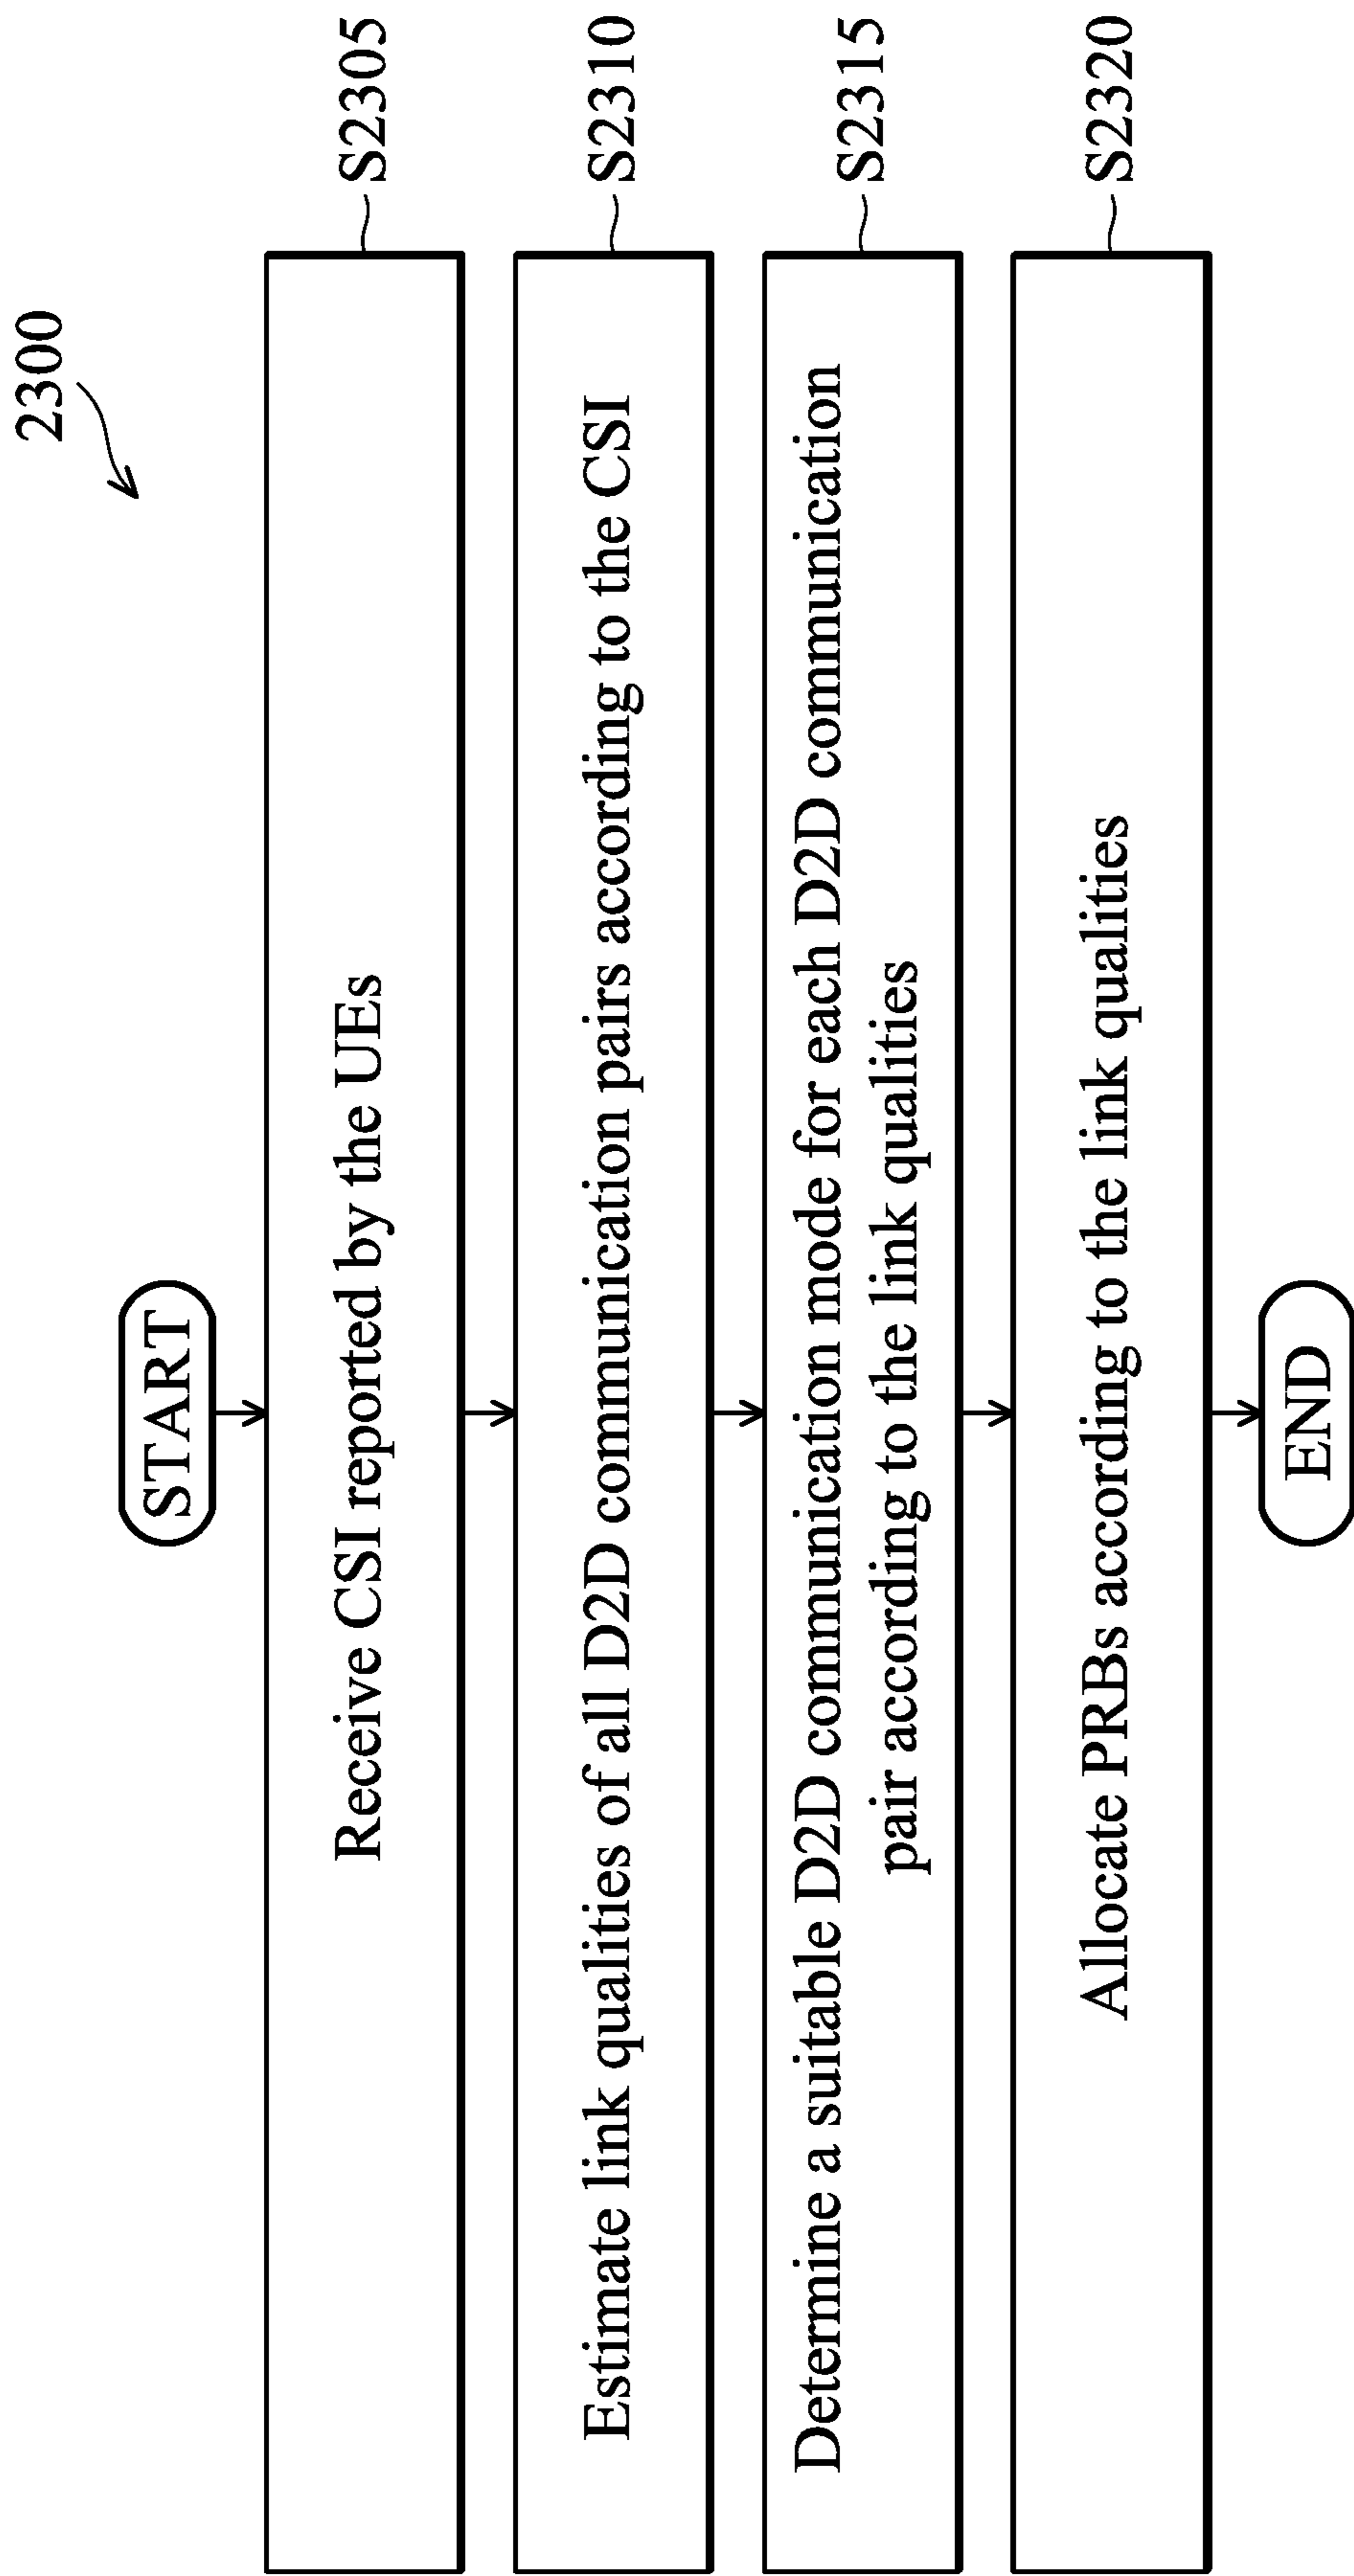 2300
START
Receive CSI reported by the UEs
S2305
Estimate link qualities of all D2D communication pairs according to the CSI
S2310
Determine a suitable D2D communication mode for each D2D communication
pair according to the link qualities
S2315
Allocate PRBs according to the link qualities
S2320
END